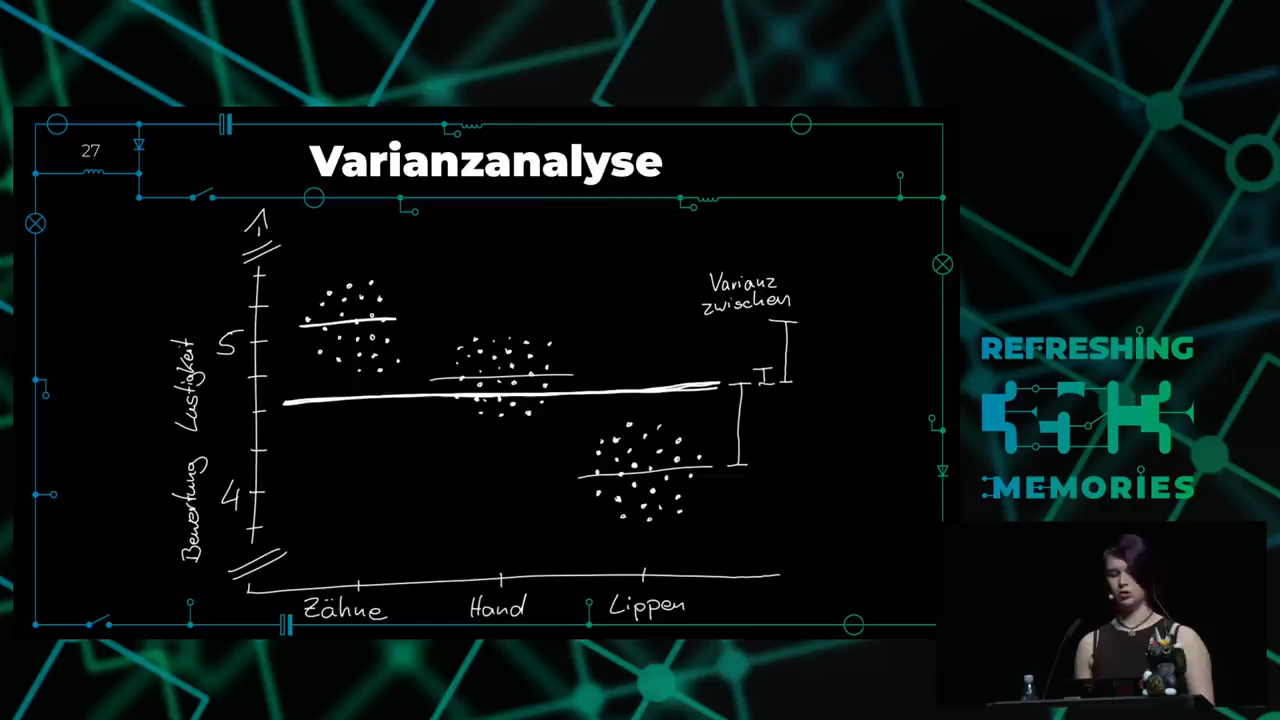 27
Varianzanalyse
Varianz
zwischen
5
4
Bewertung Lustigkeit
Zähne
Hand
Lippen
REFRESHING
MEMORIES